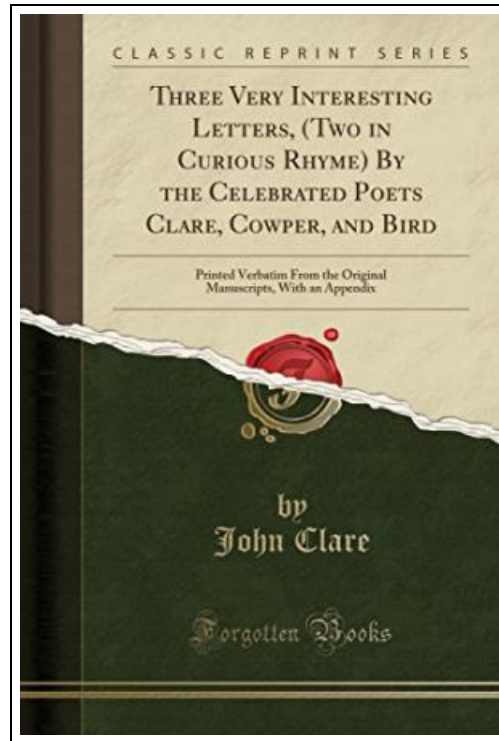 CLASSIC REPRINT SERIES
THREE VERY INTERESTING
LETTERS, (TWO IN
CURIOUS RHYME) BY
THE CELEBRATED POETS
CLARE, COWPER, AND BIRD
Printed Verbatim From the Original
Manuscripts, With an Appendix
by
John Clare
Forgotten Books